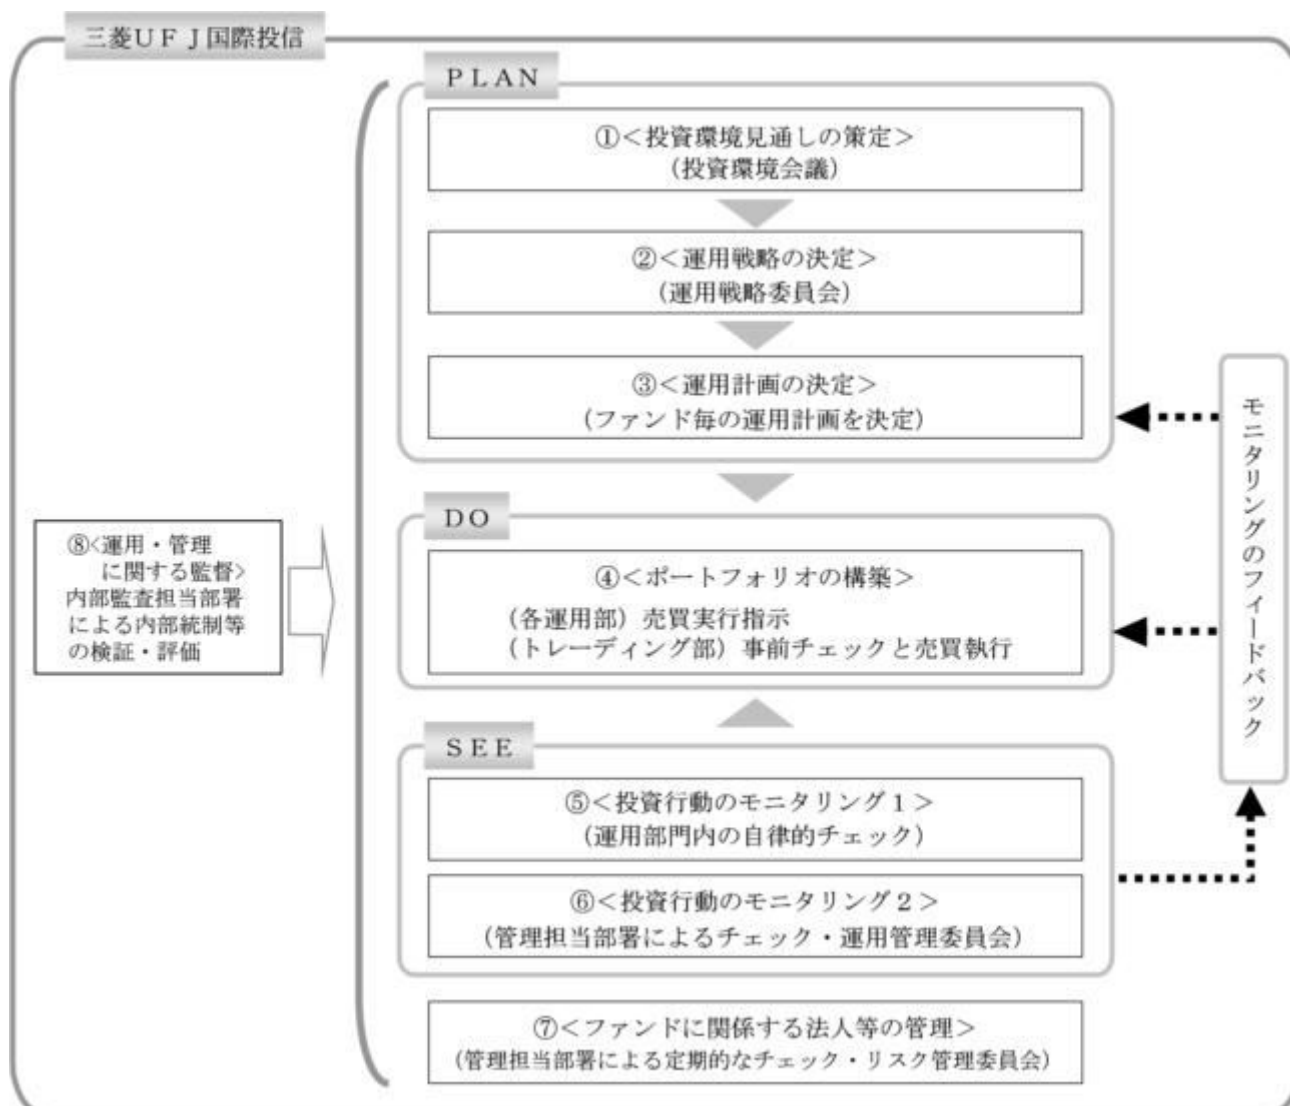 三菱ＵＦＪ国際投信
ＰＬＡＮ
①＜投資環境見通しの策定＞
（投資環境会議）
②＜運用戦略の決定＞
（運用戦略委員会）
③＜運用計画の決定＞
（ファンド毎の運用計画を決定）
ＤＯ
④＜ポートフォリオの構築＞
（各運用部）売買実行指示
（トレーディング部）事前チェックと売買執行
ＳＥＥ
⑤＜投資行動のモニタリング１＞
（運用部門内の自律的チェック）
⑥＜投資行動のモニタリング２＞
（管理担当部署によるチェック・運用管理委員会）
⑦＜ファンドに関係する法人等の管理＞
（管理担当部署による定期的なチェック・リスク管理委員会）
⑧<運用・管理
に関する監督>
内部監査担当部署
による内部統制等
の検証・評価
モニタリングのフィードバック